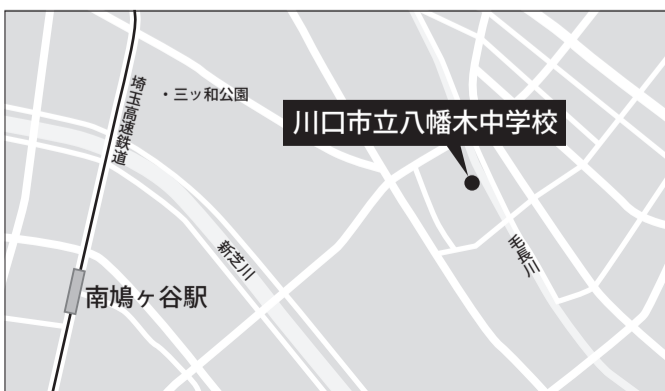 ・三ッ和公園
埼玉高速鉄道
川口市立八幡木中学校
新芝川
毛長川
南鳩ヶ谷駅